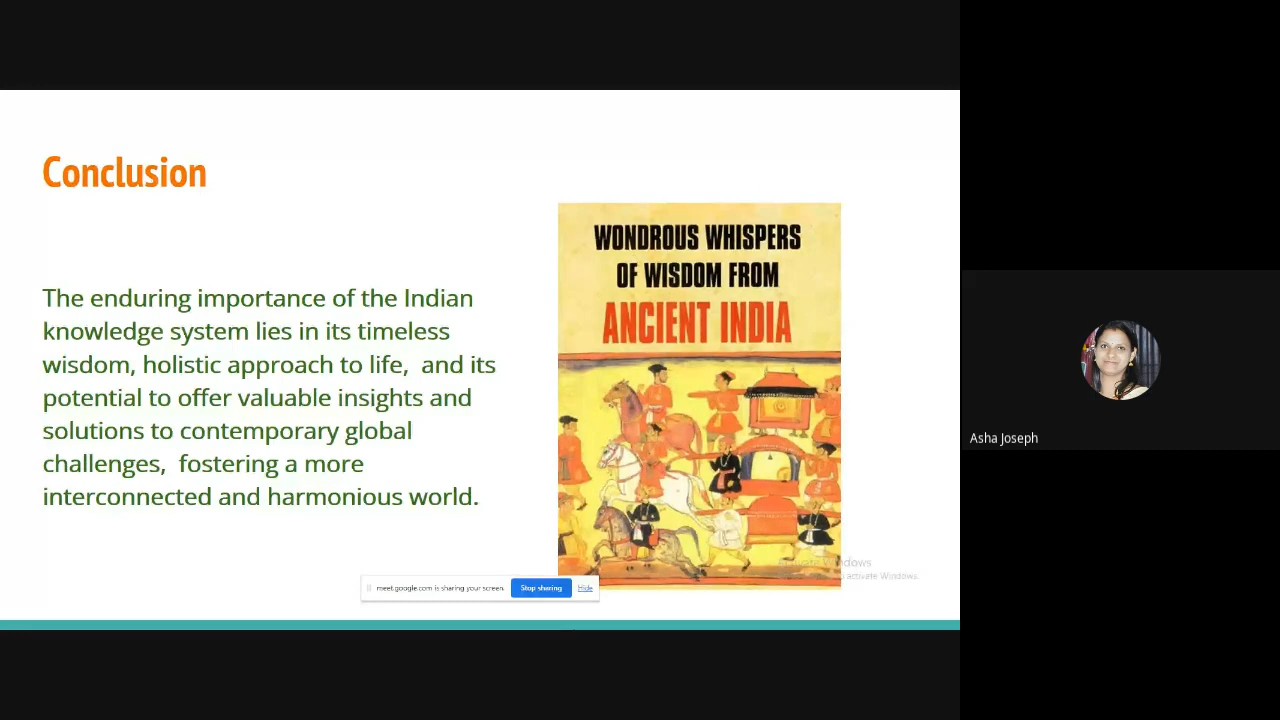 Conclusion
The enduring importance of the Indian
knowledge system lies in its timeless
wisdom, holistic approach to life,  and its
potential to offer valuable insights and
solutions to contemporary global
challenges,  fostering a more
interconnected and harmonious world.
WONDROUS WHISPERS
OF WISDOM FROM
ANCIENT INDIA
meet.google.com is sharing your screen.
Stop sharing
Hide
activate Windows.
Asha Joseph